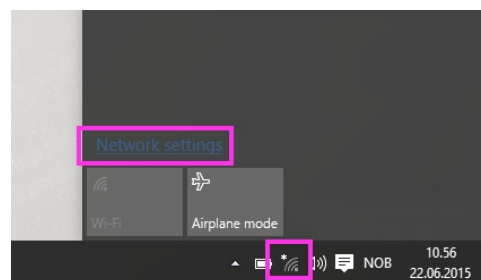 Network settings
Wi-Fi
Airplane mode
NOB
10.56
22.06.2015